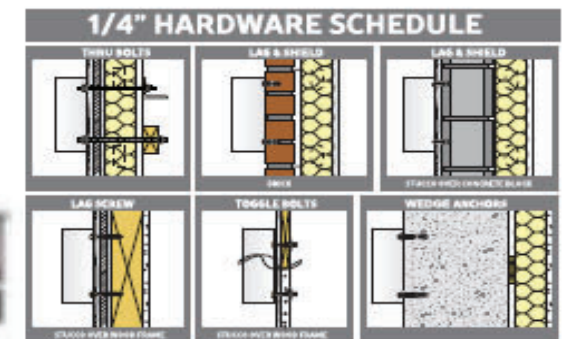 1/4" HARDWARE SCHEDULE
THRU BOLTS
LAG & SHIELD
LAG & SHIELD
BRICK
STUCCO OVER CONCRETE BLOCK
LAG SCREW
TOGGLE BOLTS
WEDGE ANCHORS
STUCCO OVER WOOD FRAME
STUCCO OVER WOOD FRAME